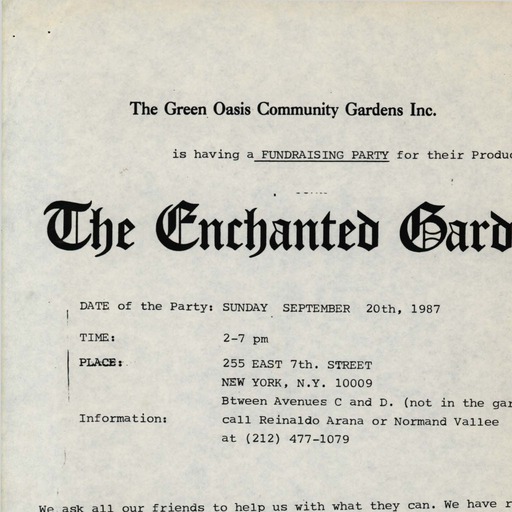 The Green Oasis Community Gardens Inc.
is having a FUNDRAISING PARTY for their
The Enchanted
DATE of the Party: SUNDAY SEPTEMBER 20th, 1987
TIME: 2-7 pm
PLACE: 255 EAST 7th. STREET
NEW YORK, N.Y. 10009
Btween Avenues C and D. (not in the
Information: call Reinaldo Arana or Normand Vallee
at (212) 477-1079
We ask all our friends to help us with what they can. We have